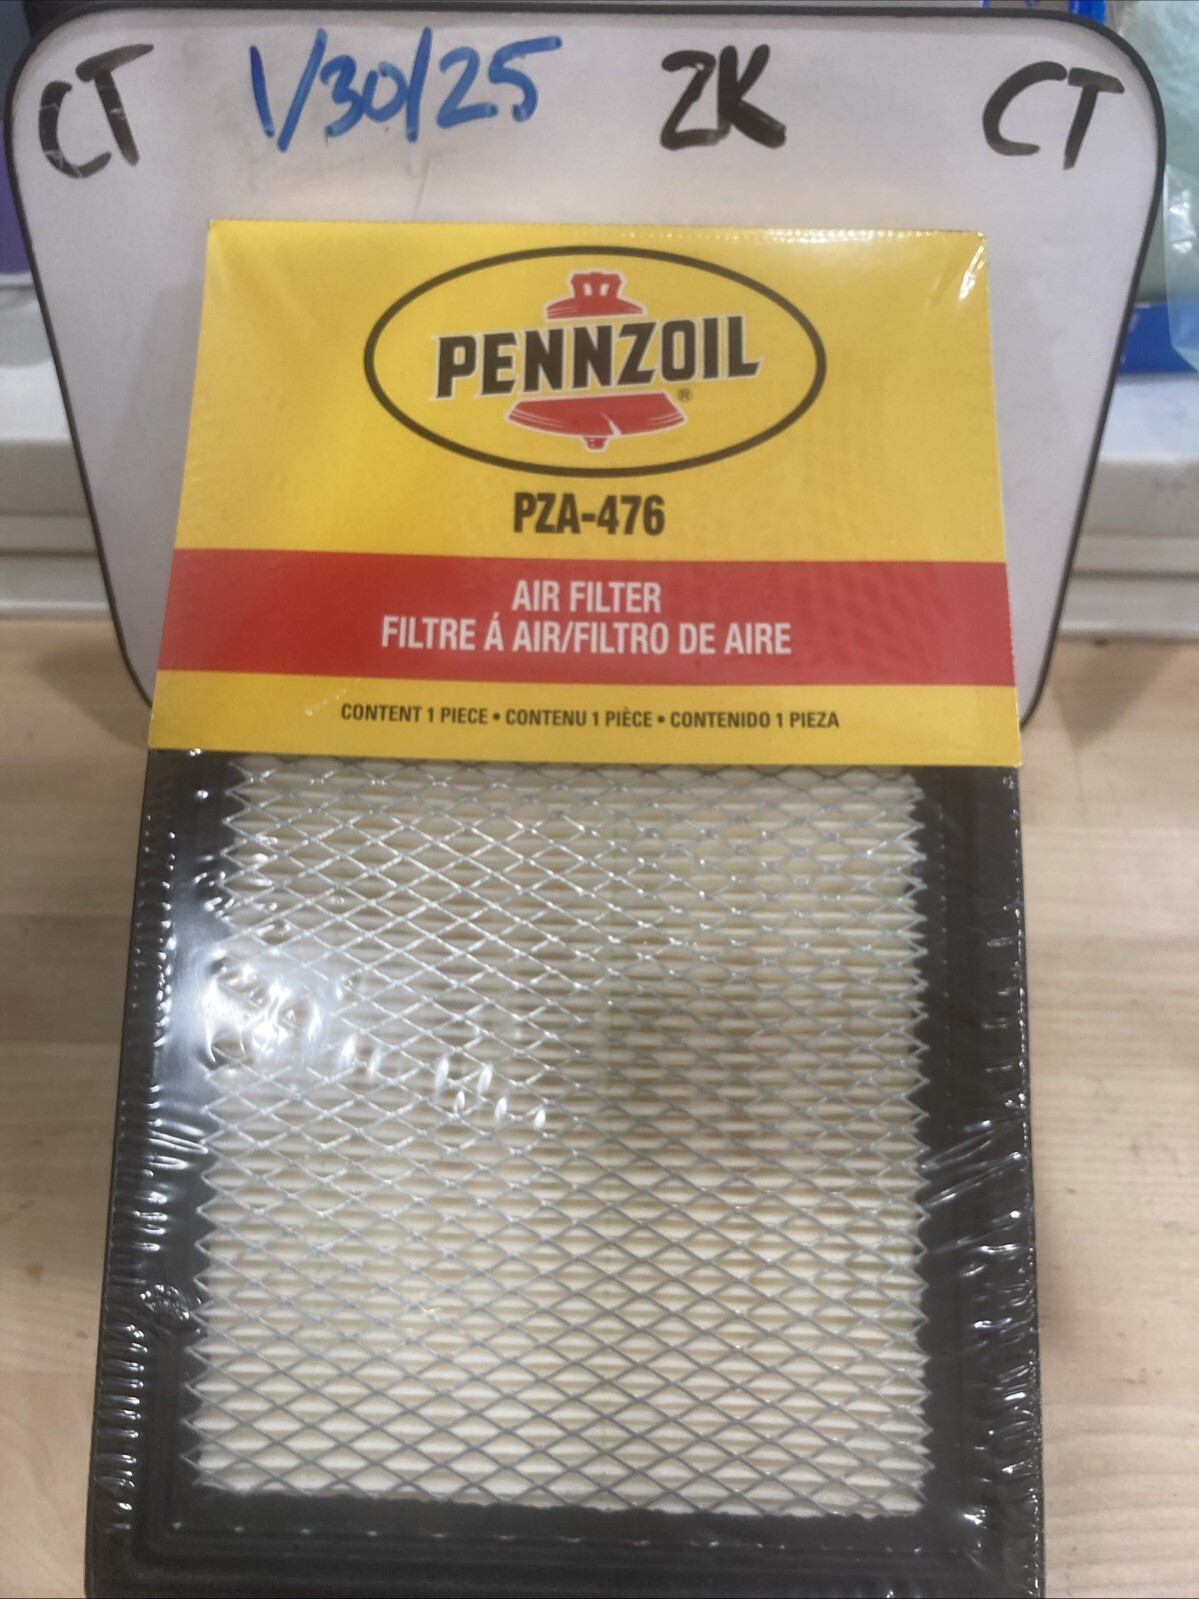 CT 1/30/25 ZK CT
PENNZOIL®
PZA-476
AIR FILTER
FILTRE Á AIR/FILTRO DE AIRE
CONTENT 1 PIECE • CONTENU 1 PIÈCE • CONTENIDO 1 PIEZA